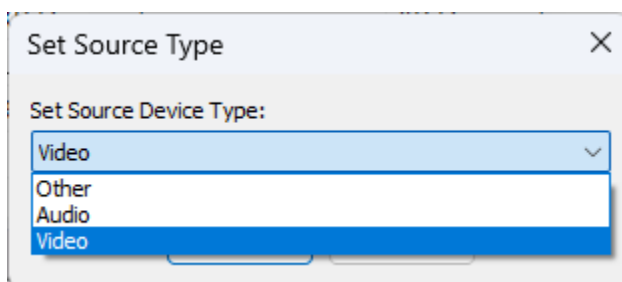 Set Source Type
Set Source Device Type:
Video
Other
Audio
Video